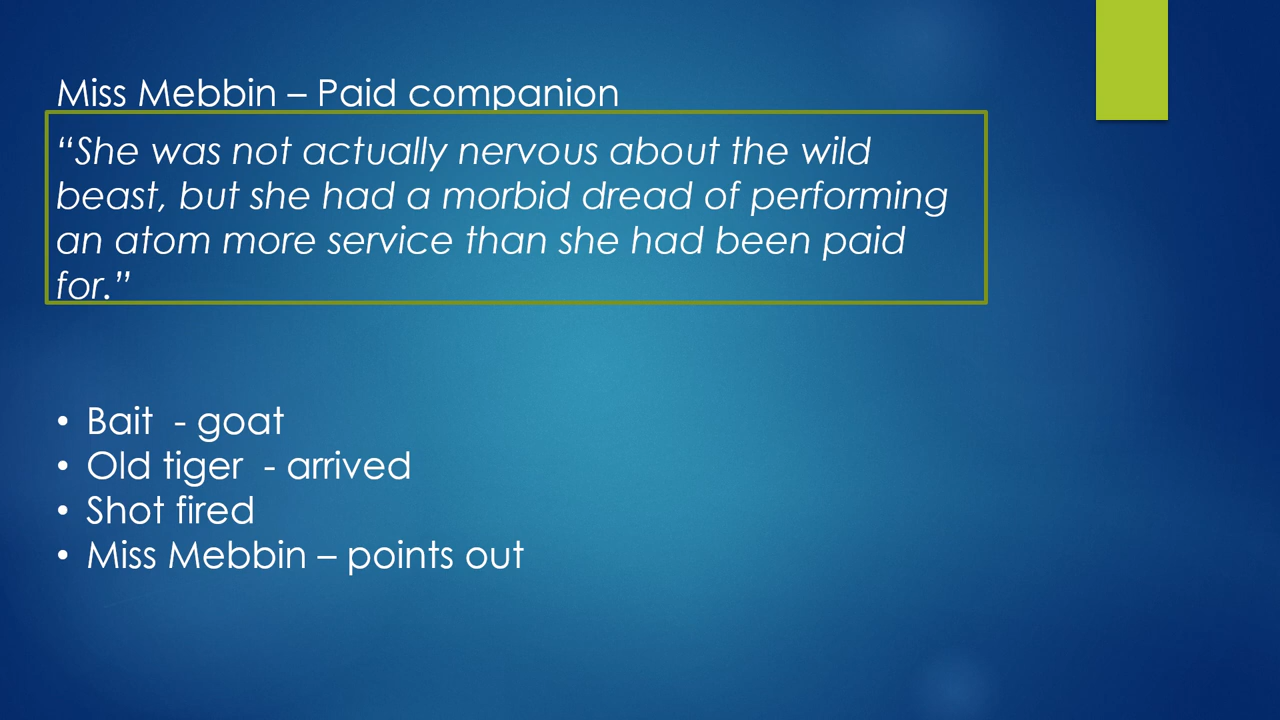 Miss Mebbin – Paid companion
“She was not actually nervous about the wild
beast, but she had a morbid dread of performing
an atom more service than she had been paid
for.”
• Bait  - goat
• Old tiger  - arrived
• Shot fired
• Miss Mebbin – points out